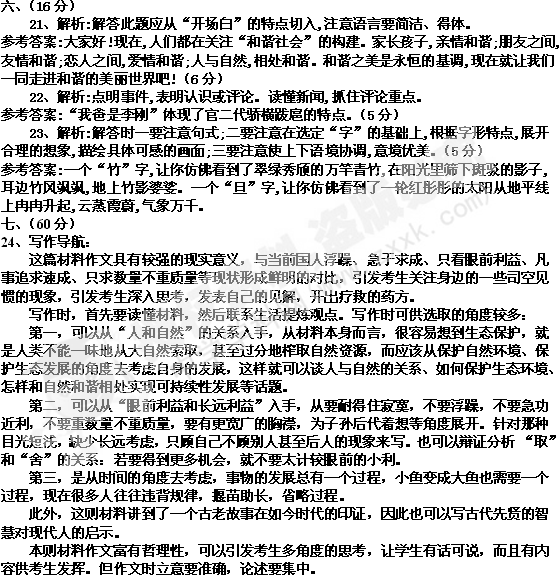 六、(16分)
21、解析:解答此题应从“开场白”的特点切入,注意语言要简洁、得体。
参考答案:大家好!现在,人们都在关注“和谐社会”的构建。家长孩子,亲情和谐;朋友之间,
友情和谐;恋人之间,爱情和谐;人与自然,相处和谐。和谐之美是永恒的基调,现在就让我们
一同走进和谐的美丽世界吧!(6分)
22、解析:点明事件,表明认识或评论。读懂新闻,抓住评论重点。
参考答案:“我爸是李刚”体现了官二代骄横跋扈的特点。(5分)
23、解析:解答时一要注意句式;二要注意在选定“字”的基础上,根据字形特点,展开
合理的想象,描绘具体可感的画面;三要注意使上下语境协调,意境优美。(5分)
参考答案:一个“竹”字,让你仿佛看到了翠绿秀颀的万竿青竹,在阳光里筛下斑驳的影子,
耳边竹风飒飒,地上竹影婆婆。一个“旦”字,让你仿佛看到了一轮红彤彤的太阳从地平线
上冉冉升起,云蒸霞蔚,气象万千。
七、(60分)
24、写作导航:
这篇材料作文具有较强的现实意义，与当前国人浮躁、急于求成、只看眼前利益、凡
事追求速成、只求数量不重质量等现状形成鲜明的对比，引发考生关注身边的一些司空见
惯的现象，引发考生深入思考，发表自己的见解，开出疗救的药方。
写作时，首先要读懂材料，然后联系生活提炼观点。写作时可供选取的角度较多：
第一，可以从“人和自然”的关系入手，从材料本身而言，很容易想到生态保护，就
是人类不能一味地从大自然索取，甚至过分地榨取自然资源，而应该从保护自然环境、保
护生态发展的角度去考虑自身的发展，这样就可以谈人与自然的关系、如何保护生态环境、
怎样和自然和谐相处实现可持续性发展等话题。
第二，可以从“眼前利益和长远利益”入手，从要耐得住寂寞，不要浮躁，不要急功
近利，不要重数量不重质量，要有更宽广的胸襟，为子孙后代着想等角度展开。针对那种
目光短浅，缺少长远考虑，只顾自己不顾别人甚至后人的现象来写。也可以辩证分析 “取”
和“舍”的关系：若要得到更多机会，就不要太计较眼前的小利。
第三，是从时间的角度去考虑，事物的发展总有一个过程，小鱼变成大鱼也需要一个
过程，现在很多人往往违背规律，揠苗助长，省略过程。
此外，这则材料讲到了一个古老故事在如今时代的印证，因此也可以写古代先贤的智
慧对现代人的启示。
本则材料作文富有哲理性，可以引发考生多角度的思考，让学生有话可说，而且有内
容供考生发挥。但作文时立意要准确，论述要集中。